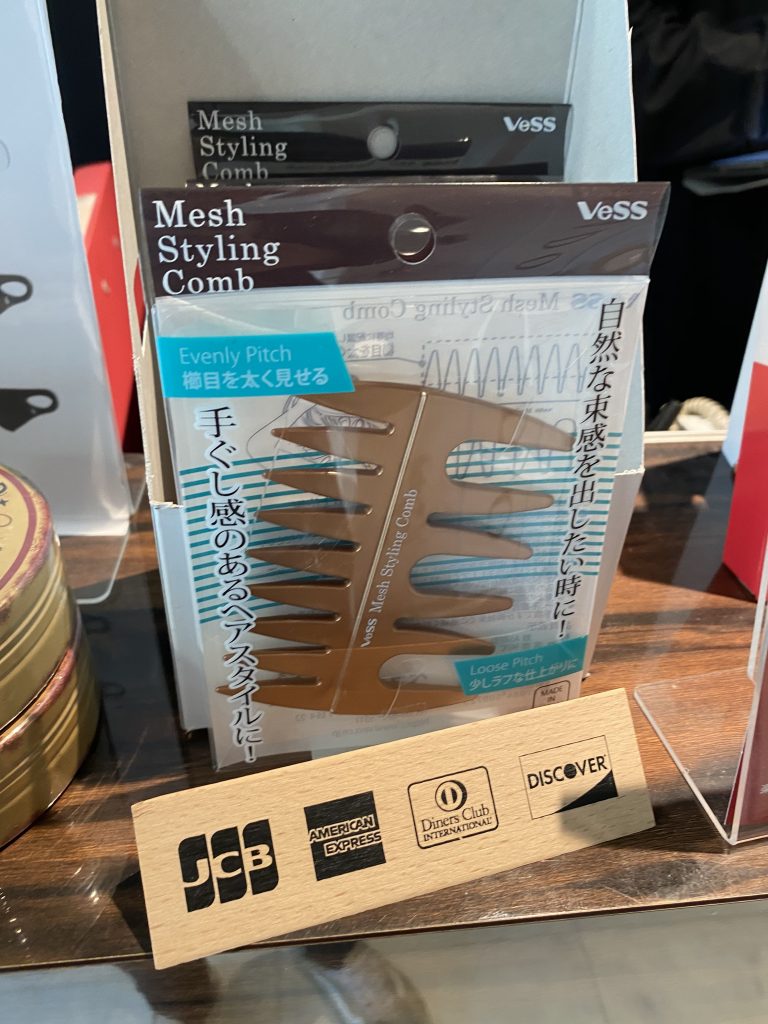 Mesh
Styling
Comb
VeSS
Mesh
Styling
Comb
VeSS
VeSS Mesh Styling Comb
Evenly Pitch
櫛目を太く見せる
手ぐし感のあるヘアスタイルに!
自然な束感を出したい時に!
VeSS Mesh Styling Comb
Loose Pitch
少しラフな仕上がりに
MADE
IN
JCB
AMERICAN
EXPRESS
Diners Club
INTERNATIONAL
DISCOVER